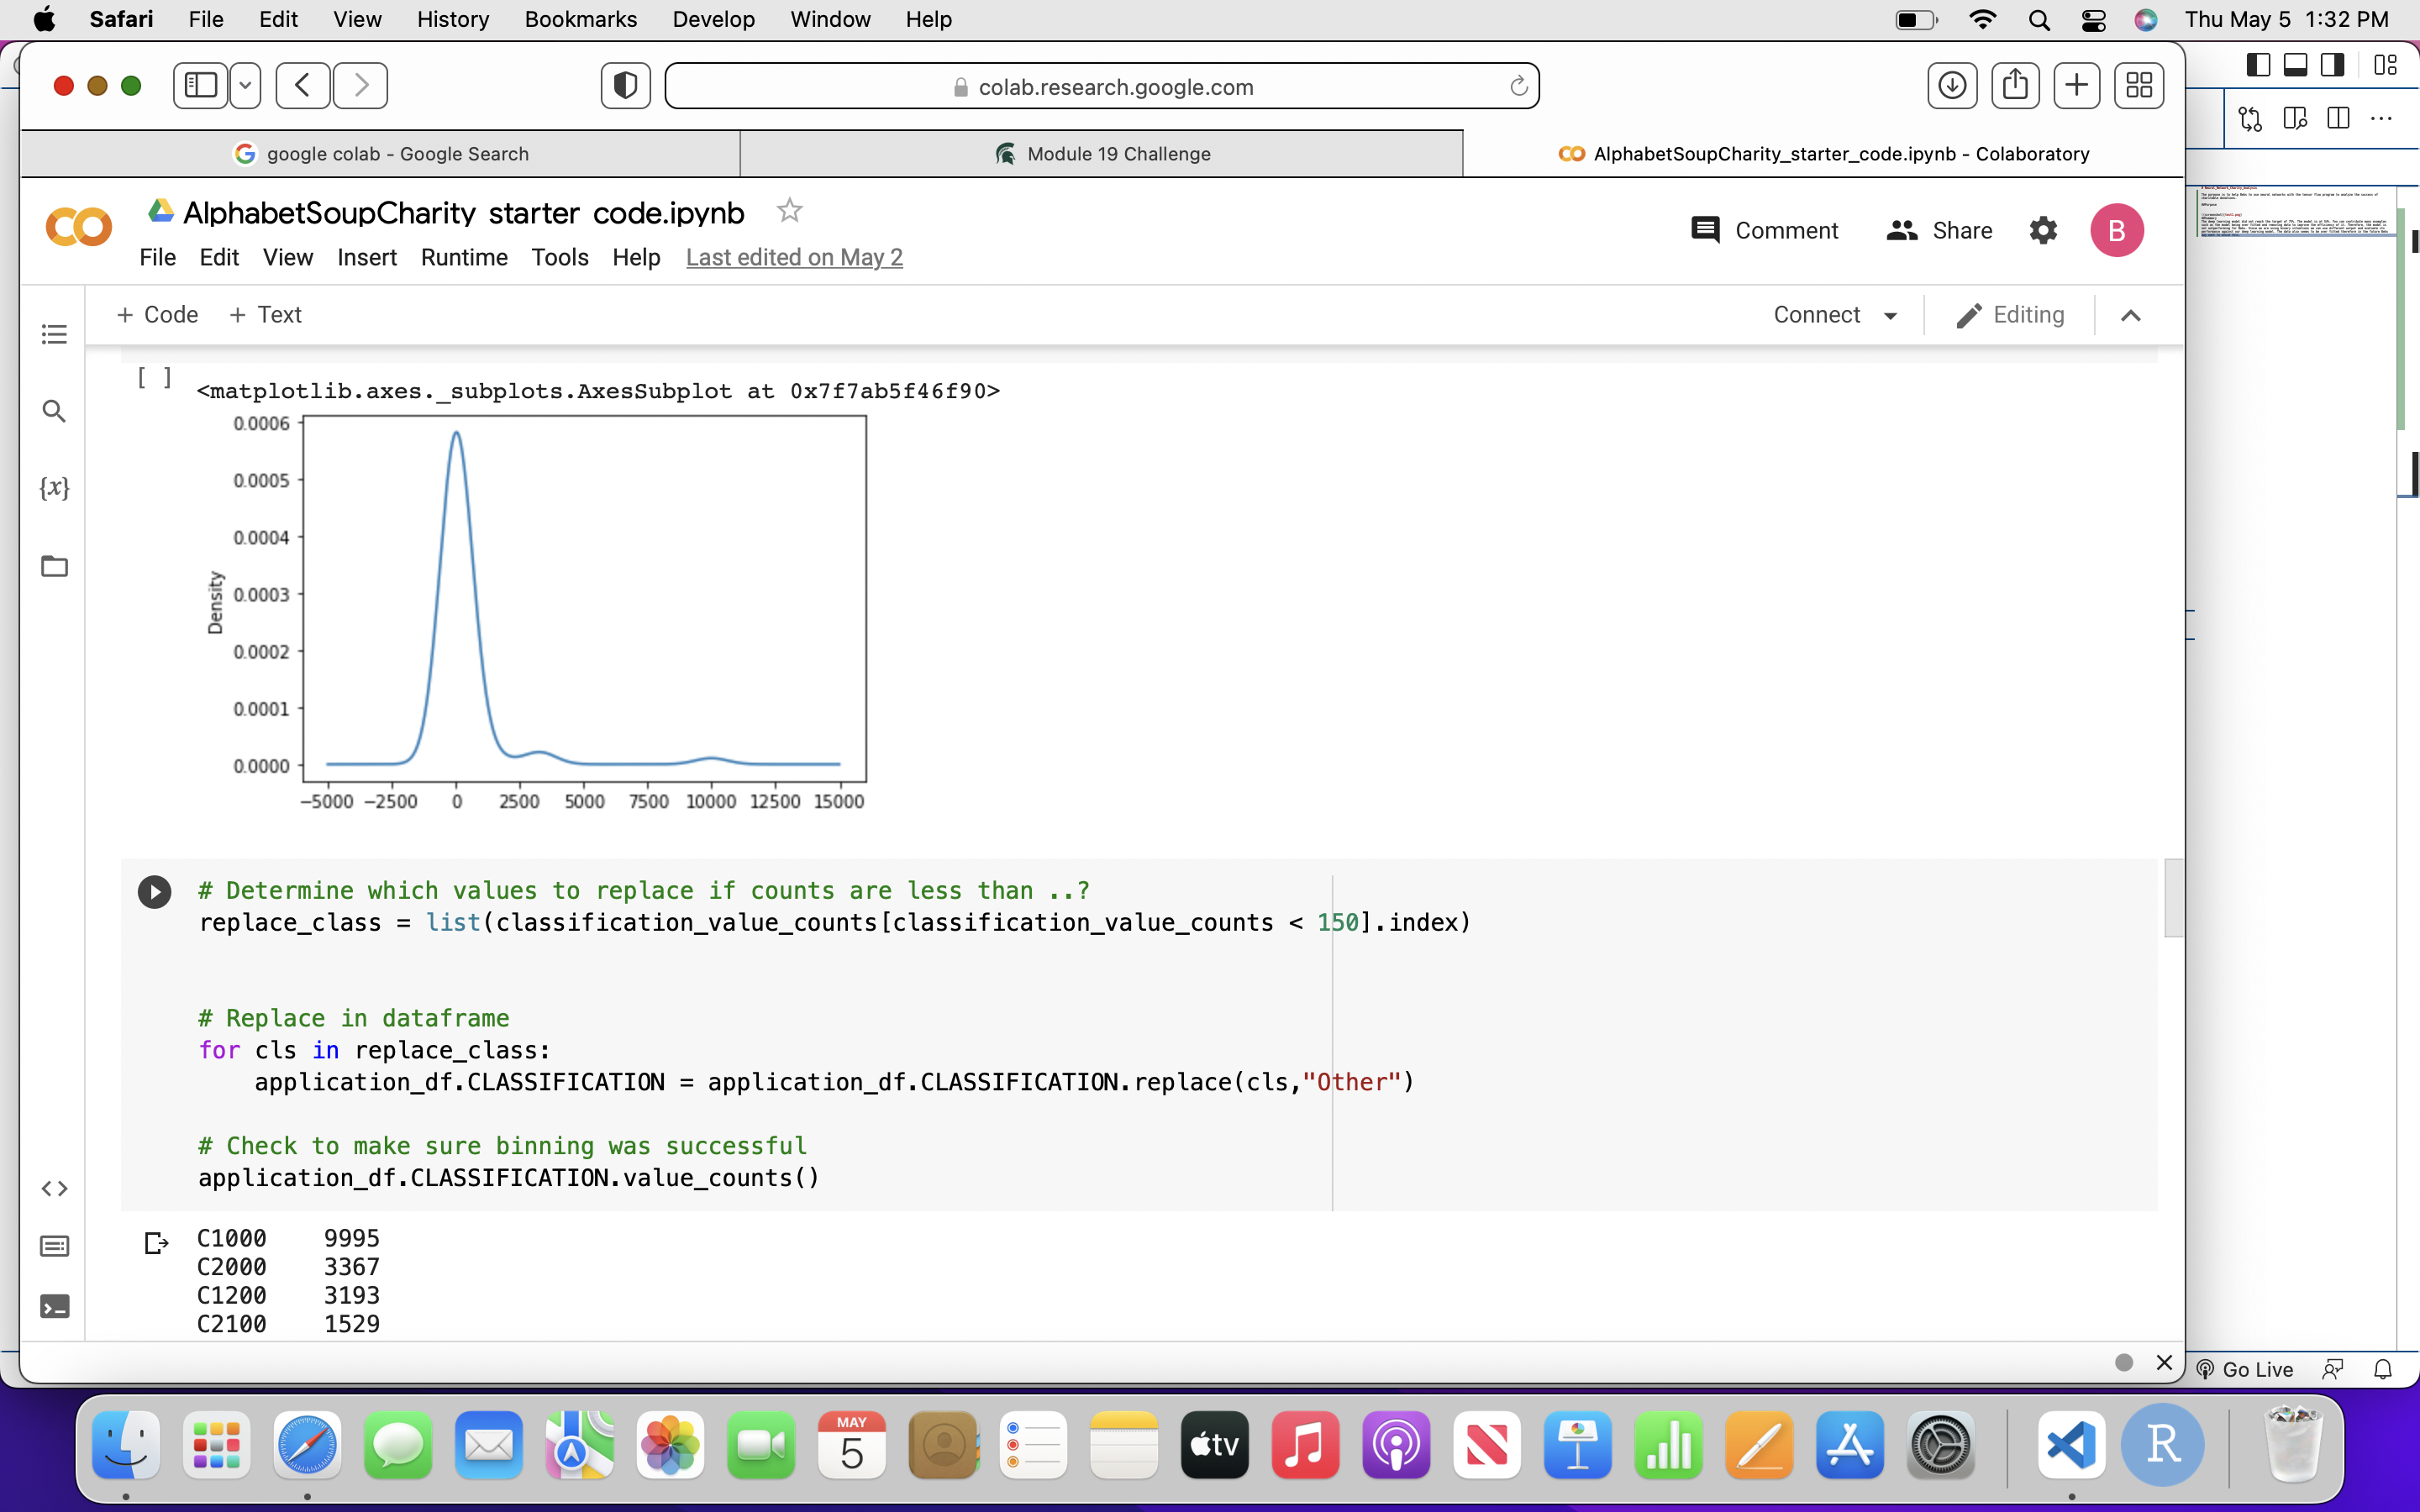 Safari File Edit View History Bookmarks Develop Window Help Thu May 5 1:32 PM
colab.research.google.com
google colab - Google Search
Module 19 Challenge
AlphabetSoupCharity_starter_code.ipynb - Colaboratory
AlphabetSoupCharity starter code.ipynb
Comment Share B
File Edit View Insert Runtime Tools Help Last edited on May 2
+ Code + Text
Connect Editing
{x}
[ ] <matplotlib.axes._subplots.AxesSubplot at 0x7f7ab5f46f90>
0.0006
0.0005
0.0004
0.0003
0.0002
0.0001
0.0000
Density
−5000 −2500 0 2500 5000 7500 10000 12500 15000
# Determine which values to replace if counts are less than ..?
replace_class = list(classification_value_counts[classification_value_counts < 150].index)
# Replace in dataframe
for cls in replace_class:
application_df.CLASSIFICATION = application_df.CLASSIFICATION.replace(cls,"Other")
# Check to make sure binning was successful
application_df.CLASSIFICATION.value_counts()
C1000 9995
C2000 3367
C1200 3193
C2100 1529
Go Live
MAY
5
tv
R